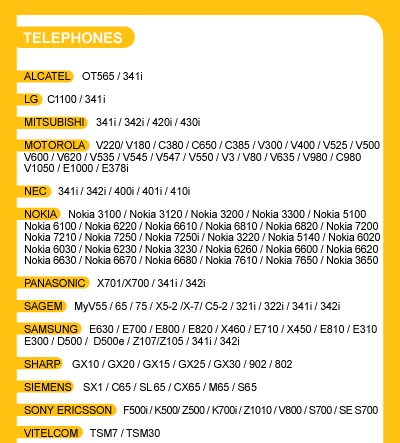 TELEPHONES
ALCATEL OT565 / 341i
LG C1100 / 341i
MITSUBISHI 341i / 342i / 420i / 430i
MOTOROLA V220/ V180 / C380 / C650 / C385 / V300 / V400 / V525 / V500
V600 / V620 / V535 / V545 / V547 / V550 / V3 / V80 / V635 / V980 / C980
V1050 / E1000 / E378i
NEC 341i / 342i / 400i / 401i / 410i
NOKIA Nokia 3100 / Nokia 3120 / Nokia 3200 / Nokia 3300 / Nokia 5100
Nokia 6100 / Nokia 6220 / Nokia 6610 / Nokia 6810 / Nokia 6820 / Nokia 7200
Nokia 7210 / Nokia 7250 / Nokia 7250i / Nokia 3220 / Nokia 5140 / Nokia 6020
Nokia 6030 / Nokia 6230 / Nokia 3230 / Nokia 6260 / Nokia 6600 / Nokia 6620
Nokia 6630 / Nokia 6670 / Nokia 6680 / Nokia 7610 / Nokia 7650 / Nokia 3650
PANASONIC X701/X700 / 341i / 342i
SAGEM MyV55 / 65 / 75 / X5-2 /X-7/ C5-2 / 321i / 322i / 341i / 342i
SAMSUNG E630 / E700 / E800 / E820 / X460 / E710 / X450 / E810 / E310
E300 / D500 / D500e / Z107/Z105 / 341i / 342i
SHARP GX10 / GX20 / GX15 / GX25 / GX30 / 902 / 802
SIEMENS SX1 / C65 / SL65 / CX65 / M65 / S65
SONY ERICSSON F500i / K500/ Z500 / K700i / Z1010 / V800 / S700 / SE S700
VITELCOM TSM7 / TSM30